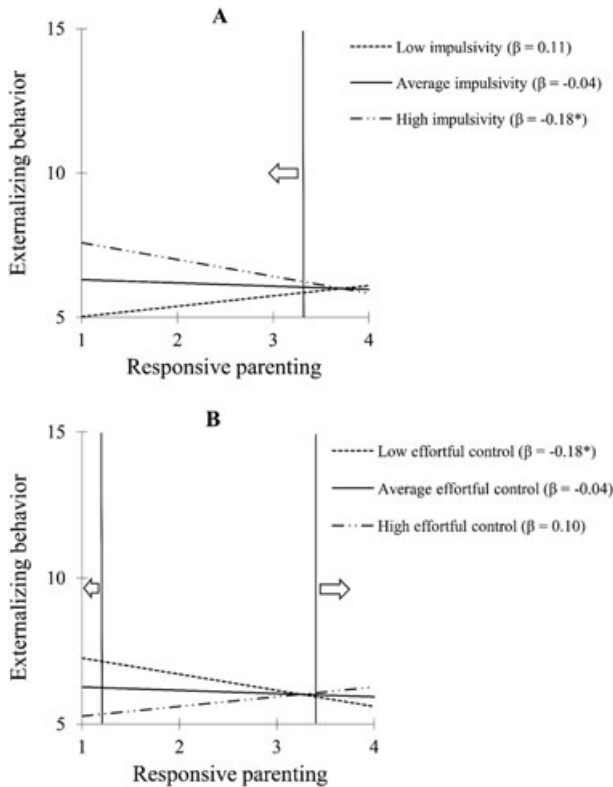 A
15
10
5
Externalizing behavior
1
2
3
4
Responsive parenting
Low impulsivity (β = 0.11)
Average impulsivity (β = -0.04)
High impulsivity (β = -0.18*)
B
15
10
5
Externalizing behavior
1
2
3
4
Responsive parenting
Low effortful control (β = -0.18*)
Average effortful control (β = -0.04)
High effortful control (β = 0.10)